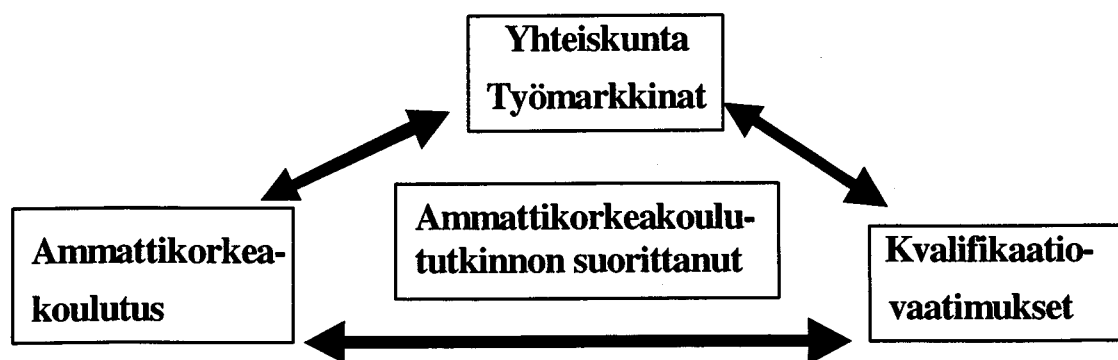 Yhteiskunta
Työmarkkinat
Ammattikorkeakoulu-
tutkinnon suorittanut
Ammattikorkea-
koulutus
Kvalifikaatio-
vaatimukset